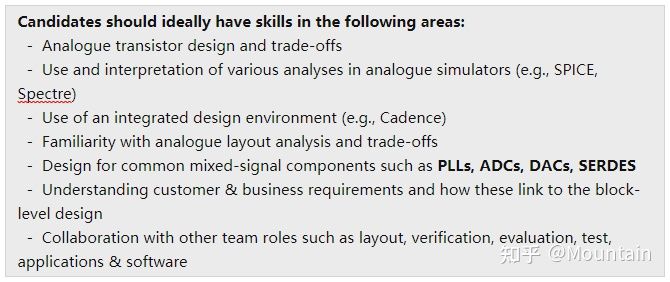 Candidates should ideally have skills in the following areas:
- Analogue transistor design and trade-offs
- Use and interpretation of various analyses in analogue simulators (e.g., SPICE,
Spectre)
- Use of an integrated design environment (e.g., Cadence)
- Familiarity with analogue layout analysis and trade-offs
- Design for common mixed-signal components such as PLLs, ADCs, DACs, SERDES
- Understanding customer & business requirements and how these link to the block-
level design
- Collaboration with other team roles such as layout, verification, evaluation, test,
applications & software
知乎 @Mountain